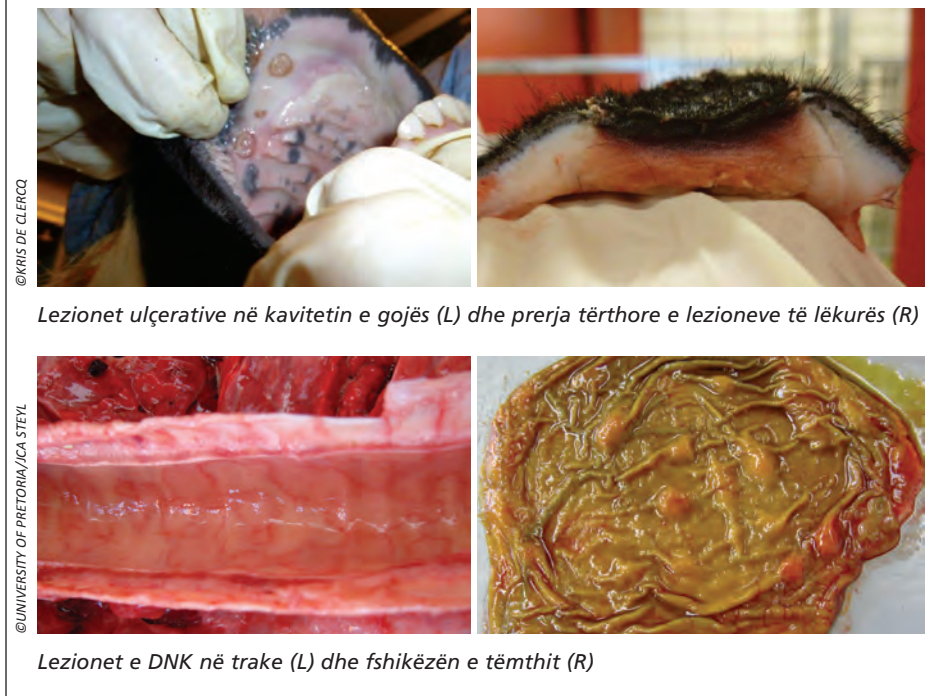 ©KRIS DE CLERCQ
Lezionet ulçerative në kavitetin e gojës (L) dhe prerja tërthore e lezioneve të lëkurës (R)
©UNIVERSITY OF PRETORIA/JCA STEYL
Lezionet e DNK në trake (L) dhe fshikëzën e tëmthit (R)